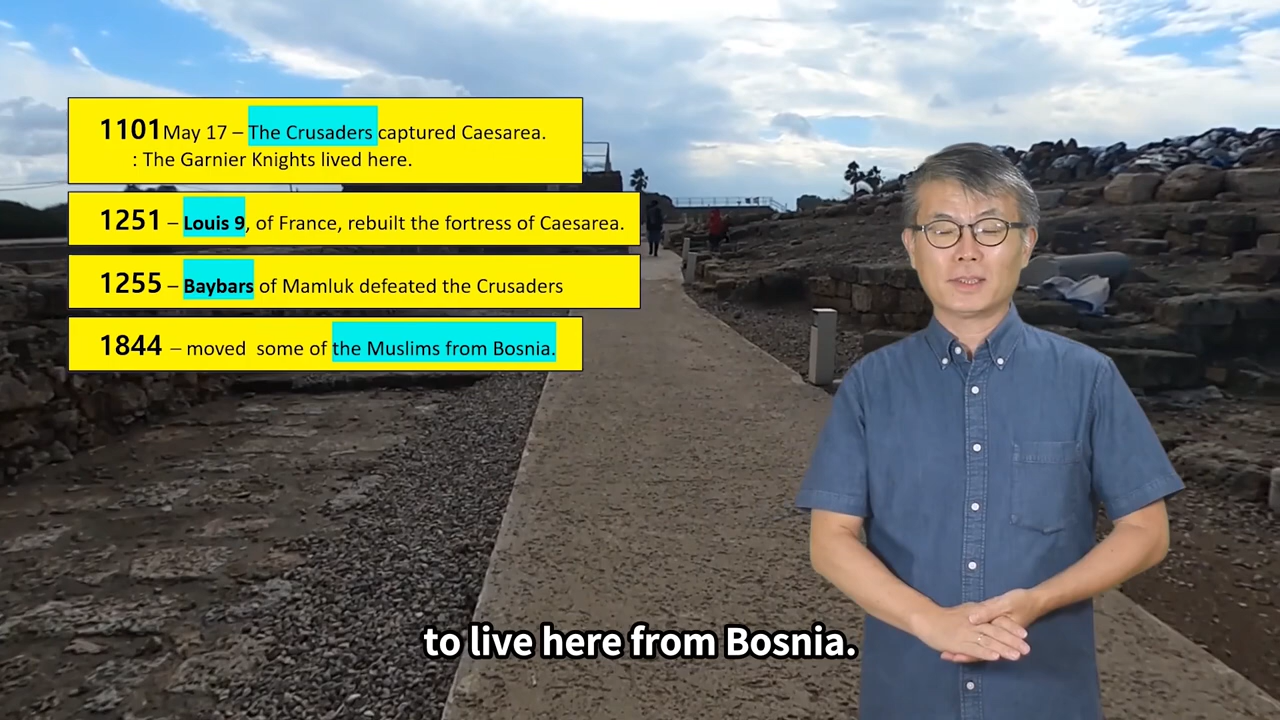 1101 May 17 – The Crusaders captured Caesarea.
: The Garnier Knights lived here.
1251 – Louis 9, of France, rebuilt the fortress of Caesarea.
1255 – Baybars of Mamluk defeated the Crusaders
1844 – moved some of the Muslims from Bosnia.
to live here from Bosnia.